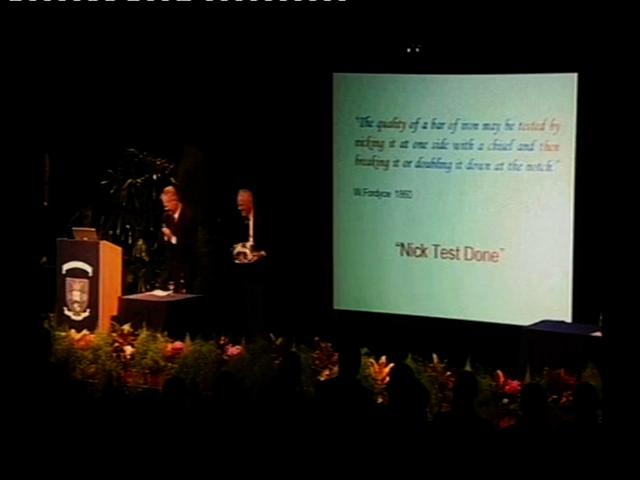 "The quality of a bar of iron may be tested by
nicking it at one side with a chisel and then
breaking it or doubling it down at the notch."
W.Fordyce 1860
"Nick Test Done"